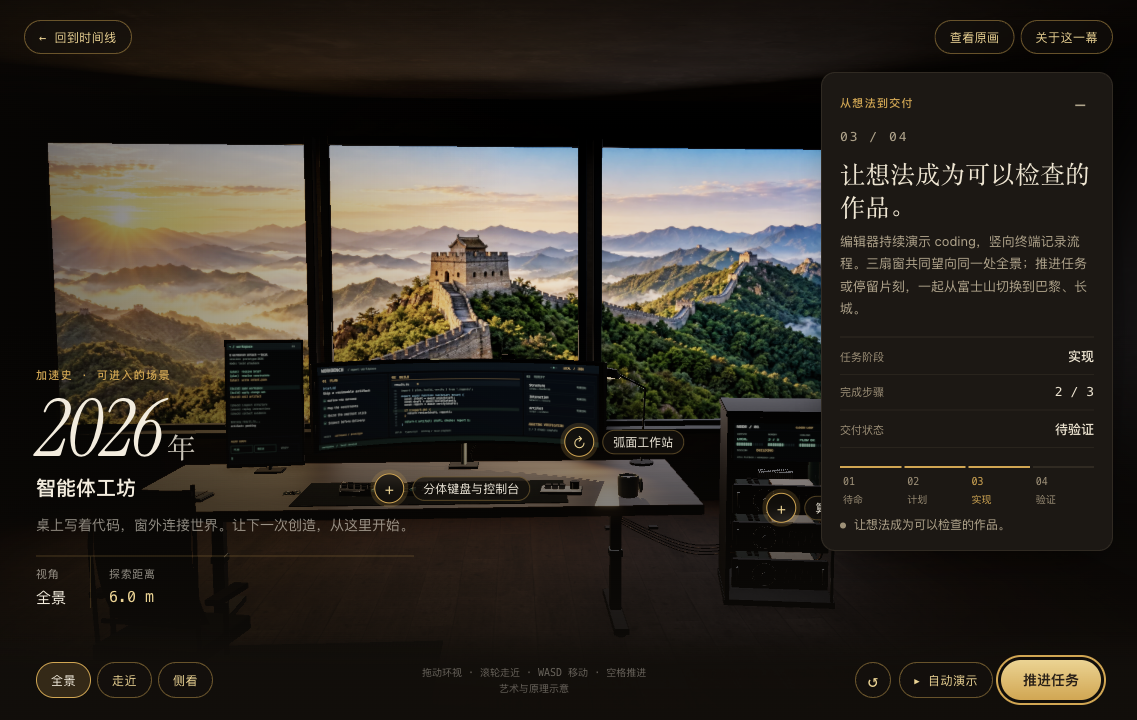 ← 回到时间线
查看原画
关于这一幕
从想法到交付
—
03 / 04
让想法成为可以检查的
作品。
编辑器持续演示 coding，竖向终端记录流
程。三扇窗共同望向同一处全景；推进任务
或停留片刻，一起从富士山切换到巴黎、长
城。
任务阶段 实现
完成步骤 2 / 3
交付状态 待验证
01 02 03 04
待命 计划 实现 验证
● 让想法成为可以检查的作品。
加速史 · 可进入的场景
2026 年
智能体工坊
桌上写着代码，窗外连接世界。让下一次创造，从这里开始。
视角 探索距离
全景 6.0 m
↻ 弧面工作站
+ 分体键盘与控制台
+
全景
走近
侧看
拖动环视 · 滚轮走近 · WASD 移动 · 空格推进
艺术与原理示意
↺
▸ 自动演示
推进任务